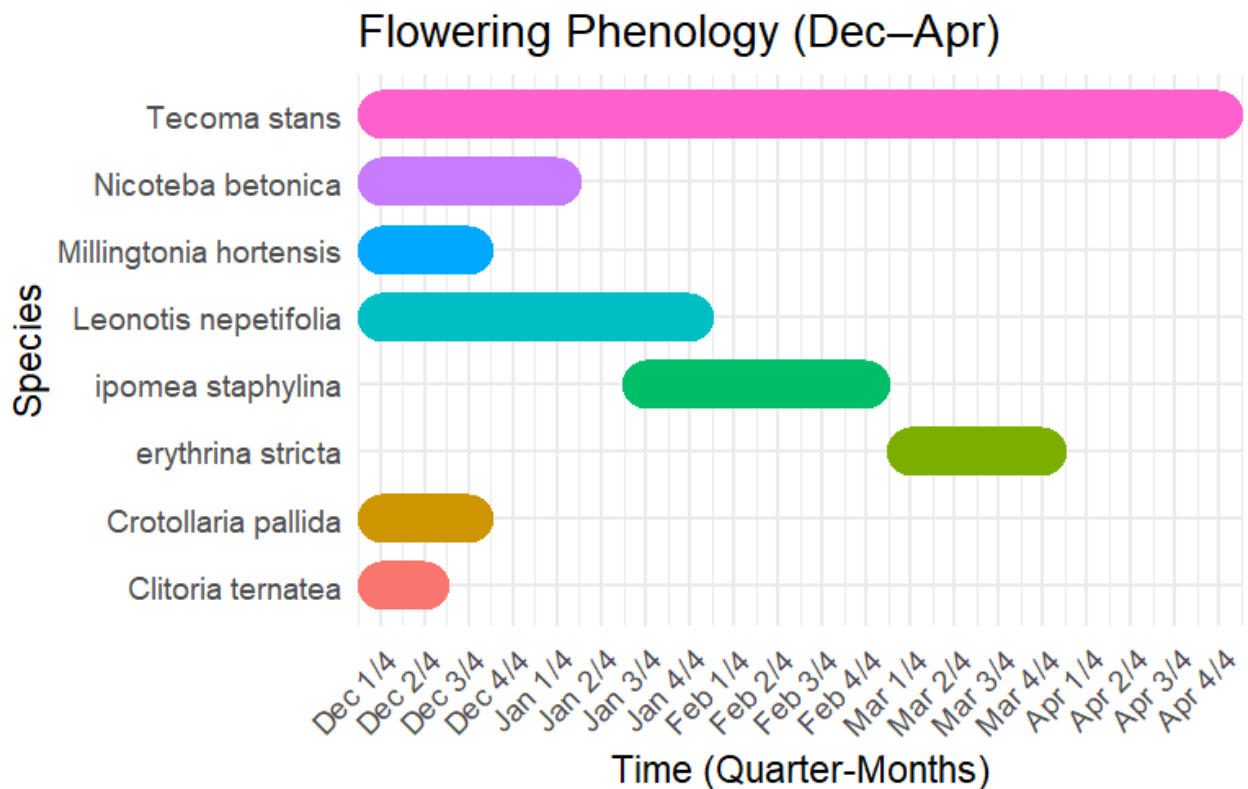 Flowering Phenology (Dec–Apr)
Species
Tecoma stans
Nicoteba betonica
Millingtonia hortensis
Leonotis nepetifolia
ipomea staphylina
erythrina stricta
Crotollaria pallida
Clitoria ternatea
Dec 1/4
Dec 2/4
Dec 3/4
Dec 4/4
Jan 1/4
Jan 2/4
Jan 3/4
Jan 4/4
Feb 1/4
Feb 2/4
Feb 3/4
Feb 4/4
Mar 1/4
Mar 2/4
Mar 3/4
Mar 4/4
Apr 1/4
Apr 2/4
Apr 3/4
Apr 4/4
Time (Quarter-Months)